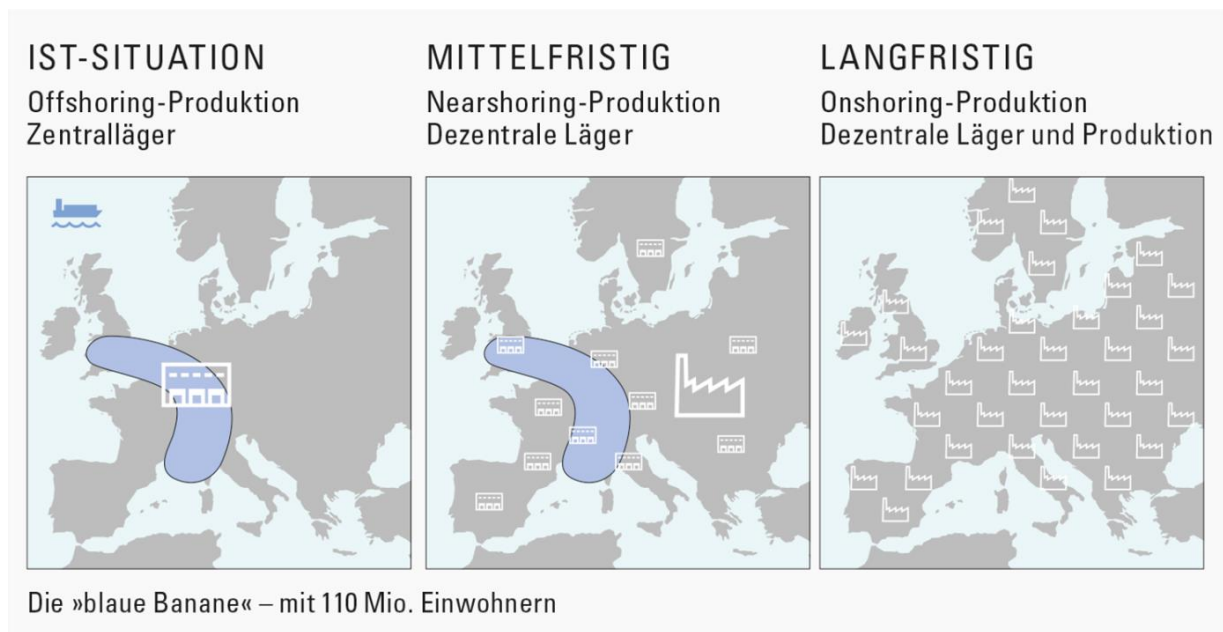 IST-SITUATION
Offshoring-Produktion
Zentralläger
MITTELFRISTIG
Nearshoring-Produktion
Dezentrale Läger
LANGFRISTIG
Onshoring-Produktion
Dezentrale Läger und Produktion
Die »blaue Banane« – mit 110 Mio. Einwohnern